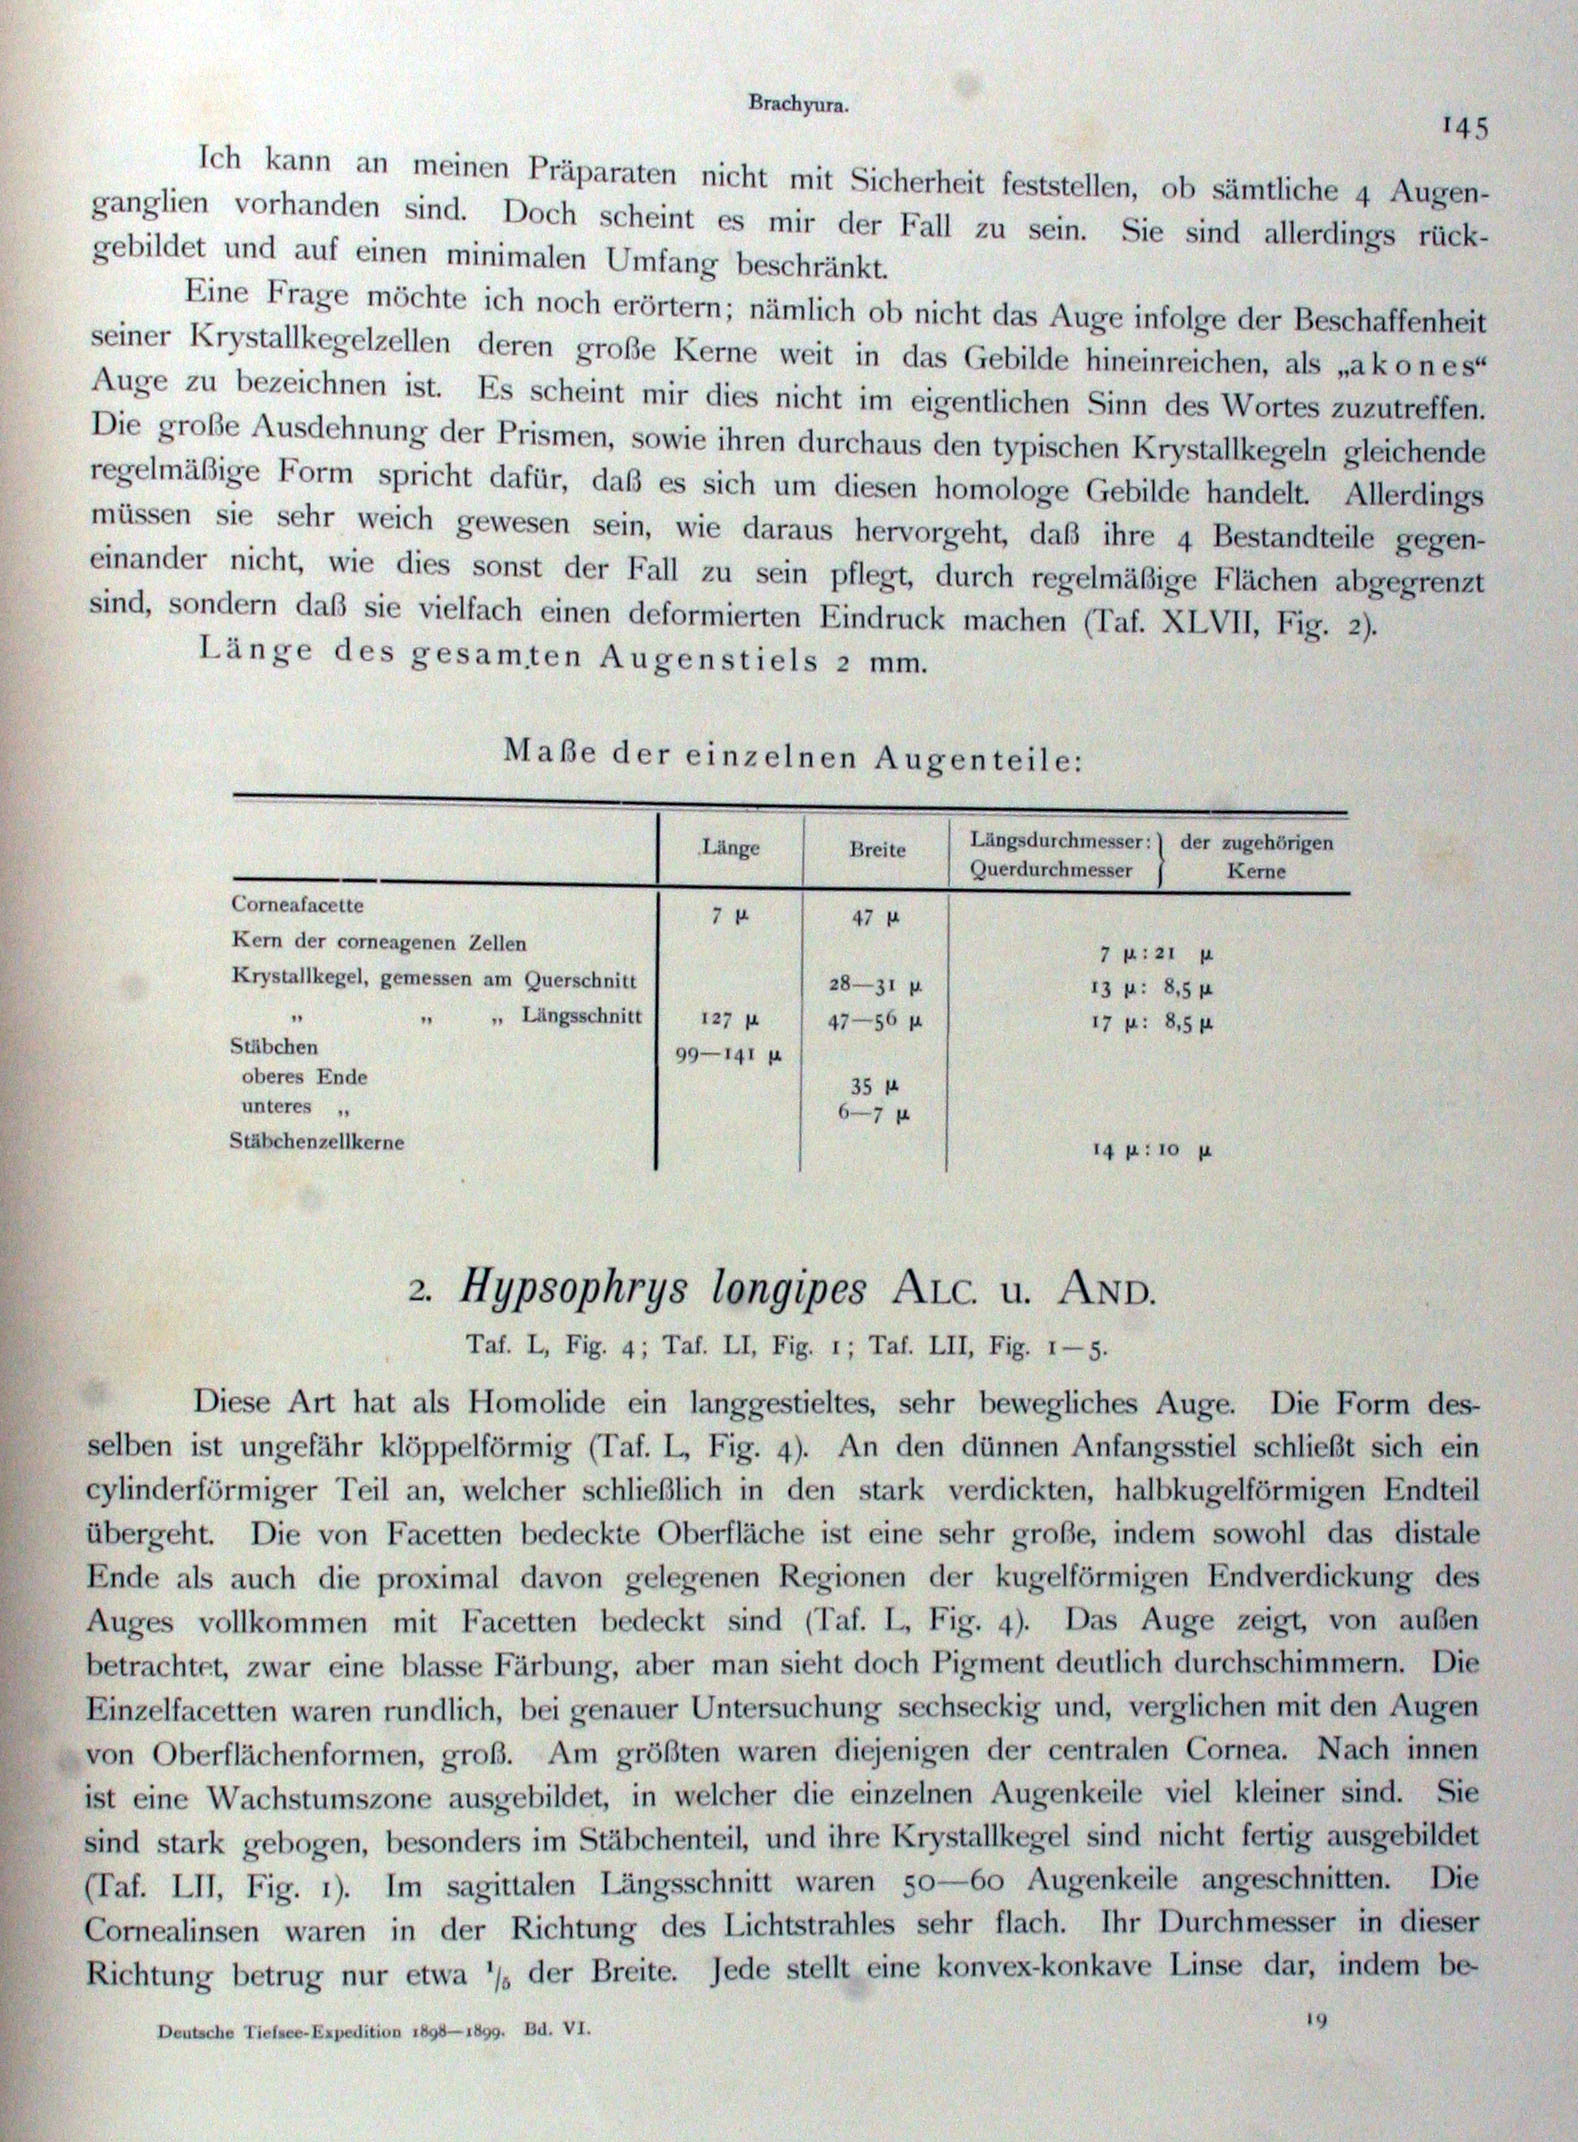 Brachyura.
145
Ich kann an meinen Präparaten nicht mit Sicherheit feststellen, ob sämtliche 4 Augen-
ganglien vorhanden sind. Doch scheint es mir der Fall zu sein. Sie sind allerdings rück-
gebildet und auf einen minimalen Umfang beschränkt.
Eine Frage möchte ich noch erörtern; nämlich ob nicht das Auge infolge der Beschaffenheit
seiner Krystallkegelzellen deren große Kerne weit in das Gebilde hineinreichen, als „akones“
Auge zu bezeichnen ist. Es scheint mir dies nicht im eigentlichen Sinn des Wortes zuzutreffen.
Die große Ausdehnung der Prismen, sowie ihren durchaus den typischen Krystallkegeln gleichende
regelmäßige Form spricht dafür, daß es sich um diesen homologe Gebilde handelt. Allerdings
müssen sie sehr weich gewesen sein, wie daraus hervorgeht, daß ihre 4 Bestandteile gegen-
einander nicht, wie dies sonst der Fall zu sein pflegt, durch regelmäßige Flächen abgegrenzt
sind, sondern daß sie vielfach einen deformierten Eindruck machen (Taf. XLVII, Fig. 2).
Länge des gesamten Augenstiels 2 mm.
Maße der einzelnen Augenteile:
Länge Breite Längsdurchmesser: } der zugehörigen
Querdurchmesser } Kerne
Corneafacette 7 µ 47 µ
Kern der corneagenen Zellen 7 µ: 21 µ
Krystallkegel, gemessen am Querschnitt 28—31 µ 13 µ: 8,5 µ
„ „ „ Längsschnitt 127 µ 47—56 µ 17 µ: 8,5 µ
Stäbchen 99—141 µ
oberes Ende 35 µ
unteres „ 6—7 µ
Stäbchenzellkerne 14 µ: 10 µ
2. Hypsophrys longipes ALC. u. AND.
Taf. L, Fig. 4; Taf. LI, Fig. 1; Taf. LII, Fig. 1—5.
Diese Art hat als Homolide ein langgestieltes, sehr bewegliches Auge. Die Form des-
selben ist ungefähr klöppelförmig (Taf. L, Fig. 4). An den dünnen Anfangsstiel schließt sich ein
cylinderförmiger Teil an, welcher schließlich in den stark verdickten, halbkugelförmigen Endteil
übergeht. Die von Facetten bedeckte Oberfläche ist eine sehr große, indem sowohl das distale
Ende als auch die proximal davon gelegenen Regionen der kugelförmigen Endverdickung des
Auges vollkommen mit Facetten bedeckt sind (Taf. L, Fig. 4). Das Auge zeigt, von außen
betrachtet, zwar eine blasse Färbung, aber man sieht doch Pigment deutlich durchschimmern. Die
Einzelfacetten waren rundlich, bei genauer Untersuchung sechseckig und, verglichen mit den Augen
von Oberflächenformen, groß. Am größten waren diejenigen der centralen Cornea. Nach innen
ist eine Wachstumszone ausgebildet, in welcher die einzelnen Augenkeile viel kleiner sind. Sie
sind stark gebogen, besonders im Stäbchenteil, und ihre Krystallkegel sind nicht fertig ausgebildet
(Taf. LII, Fig. 1). Im sagittalen Längsschnitt waren 50—60 Augenkeile angeschnitten. Die
Cornealinsen waren in der Richtung des Lichtstrahles sehr flach. Ihr Durchmesser in dieser
Richtung betrug nur etwa der Breite. Jede stellt eine konvex-konkave Linse dar, indem be-
Deutsche Tiefsee-Expedition 1898—1899. Bd. VI.
19